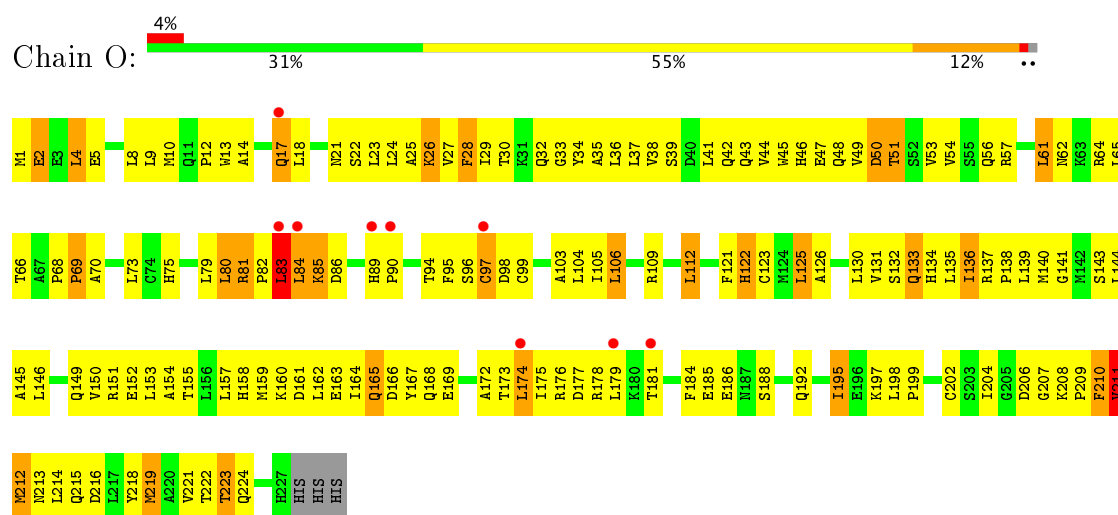 4%
Chain O:
31% 55% 12% ••
M1 E2 E3 L4 E5 L8 L9 M10 Q11 P12 W13 A14 Q17 L18 N21 S22 L23 L24 A25 K26 V27 F28 I29 T30 K31 Q32 G33 Y34 A35 L36 L37 V38 S39 D40 L41 Q42 Q43 V44 W45 H46 E47 Q48 V49 D50 T51 S52 V53 V54 S55 Q56 R57 L61 N62 K63 R64 L65
T66 A67 P68 P69 A70 L73 C74 H75 L79 L80 R81 P82 L83 L84 K85 D86 H89 P90 T94 F95 S96 C97 D98 C99 A103 L104 I105 L106 R109 L112 F121 H122 C123 M124 L125 A126 L130 V131 S132 Q133 H134 L135 I136 R137 P138 L139 M140 G141 M142 S143 L144
A145 L146 Q149 V150 R151 E152 L153 A154 T155 L156 L157 H158 M159 K160 D161 L162 E163 I164 Q165 D166 Y167 Q168 E169 A172 T173 L174 I175 R176 D177 R178 L179 K180 T181 F184 E185 E186 N187 S188 Q192 I195 E196 K197 L198 P199 C202 S203 I204 G205 D206 G207 K208 P209 F210 V211
M212 N213 L214 Q215 D216 L217 Y218 M219 A220 V221 T222 T223 Q224 H227 HIS HIS HIS